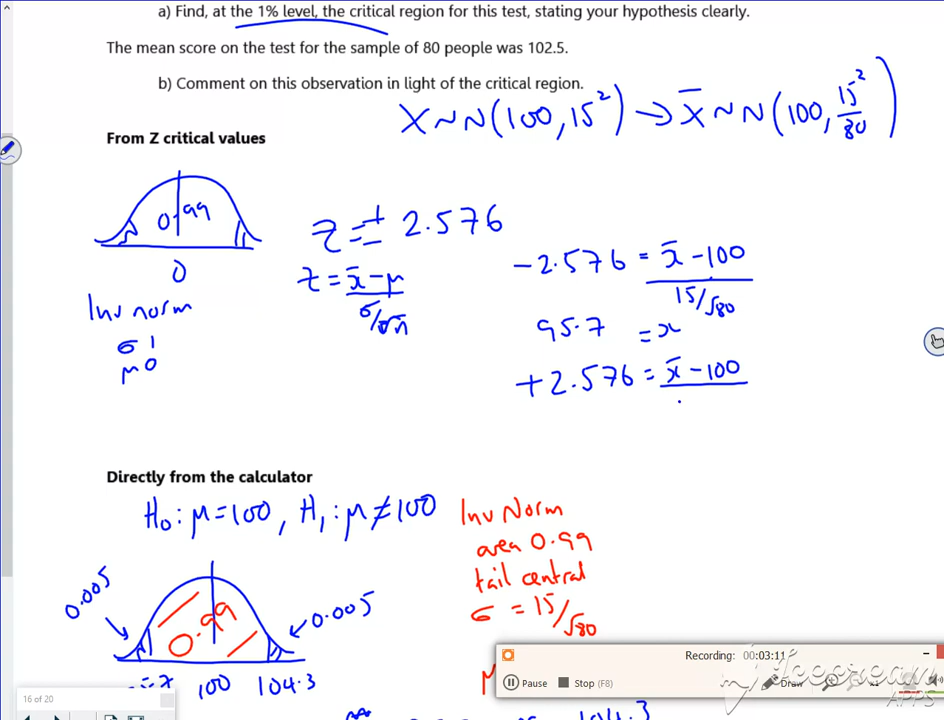 a) Find, at the 1% level, the critical region for this test, stating your hypothesis clearly.
The mean score on the test for the sample of 80 people was 102.5.
b) Comment on this observation in light of the critical region.
X~N(100,15²) → X̄~N(100, 15²/80)
From Z critical values
0.99
0
Inv norm
σ 1
μ 0
z = ± 2.576
z = x̄-μ / σ/√n
-2.576 = x̄-100 / 15/√80
95.7 = x
+2.576 = x̄-100
Directly from the calculator
H₀: μ=100, H₁: μ≠100
0.005
0.99
0.005
100
104.3
Inv Norm
area 0.99
tail central
σ = 15/√80
μ
104.3
Recording: 00:03:11
Pause
Stop (F8)
Draw
x1
APPS
16 of 20